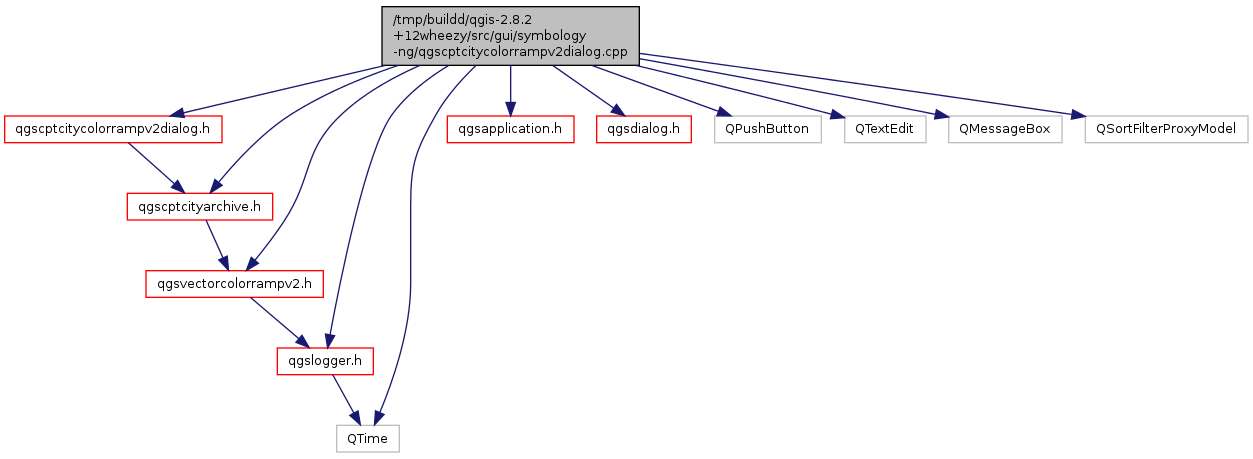 /tmp/buildd/qgis-2.8.2
+12wheezy/src/gui/symbology
-ng/qgscptcitycolorrampv2dialog.cpp
qgscptcitycolorrampv2dialog.h
qgsapplication.h
qgsdialog.h
QPushButton
QTextEdit
QMessageBox
QSortFilterProxyModel
qgscptcityarchive.h
qgsvectorcolorrampv2.h
qgslogger.h
QTime